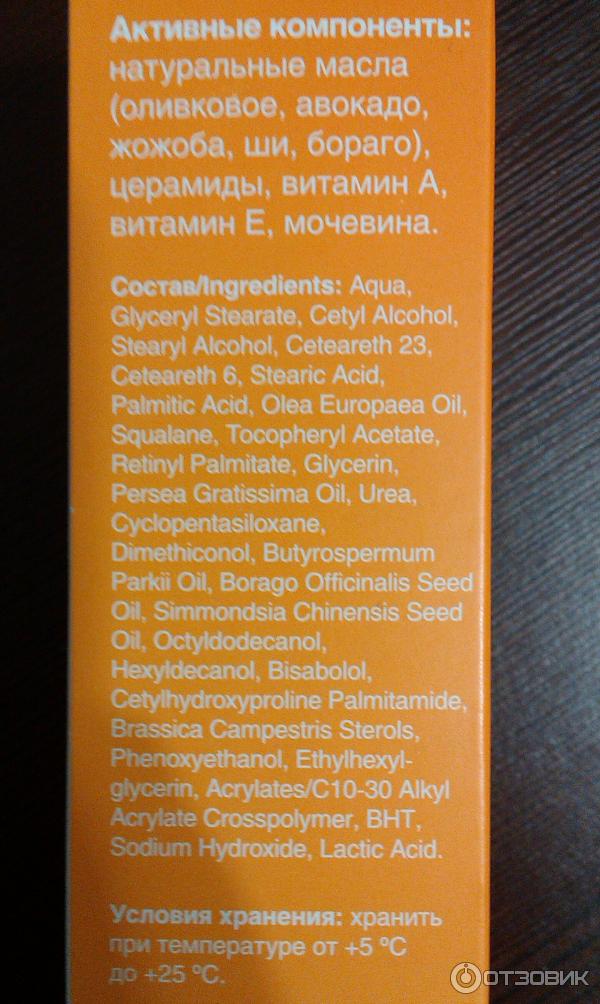 Активные компоненты:
натуральные масла
(оливковое, авокадо,
жожоба, ши, бораго),
церамиды, витамин А,
витамин Е, мочевина.
Состав/Ingredients: Aqua,
Glyceryl Stearate, Cetyl Alcohol,
Stearyl Alcohol, Ceteareth 23,
Ceteareth 6, Stearic Acid,
Palmitic Acid, Olea Europaea Oil,
Squalane, Tocopheryl Acetate,
Retinyl Palmitate, Glycerin,
Persea Gratissima Oil, Urea,
Cyclopentasiloxane,
Dimethiconol, Butyrospermum
Parkii Oil, Borago Officinalis Seed
Oil, Simmondsia Chinensis Seed
Oil, Octyldodecanol,
Hexyldecanol, Bisabolol,
Cetylhydroxyproline Palmitamide,
Brassica Campestris Sterols,
Phenoxyethanol, Ethylhexyl-
glycerin, Acrylates/C10-30 Alkyl
Acrylate Crosspolymer, BHT,
Sodium Hydroxide, Lactic Acid.
Условия хранения: хранить
при температуре от +5 ºC
до +25 ºC.
ОТЗОВИК